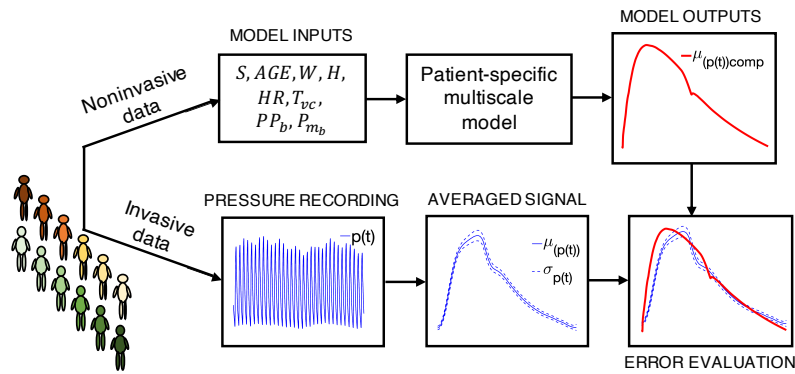 MODEL OUTPUTS
MODEL INPUTS
S, AGE, W, H,
HR, T_vc,
PP_b, P_m_b
Patient-specific
multiscale
model
μ_(p(t))comp
Noninvasive
data
Invasive
data
PRESSURE RECORDING
p(t)
AVERAGED SIGNAL
μ_(p(t))
σ_p(t)
ERROR EVALUATION